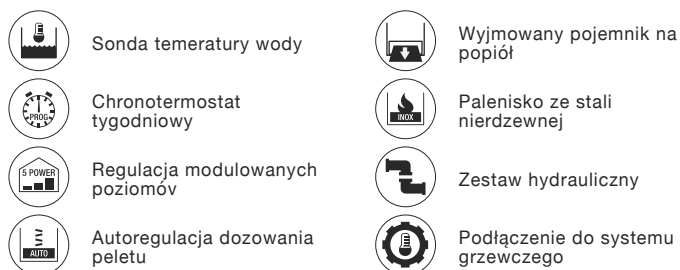 Sonda temeratury wody
PROG
Chronotermostat
tygodniowy
5 POWER
Regulacja modulowanych
poziomóv
AUTO
Autoregulacja dozowania
peletu
Wyjmowany pojemnik na
popiół
INOX
Palenisko ze stali
nierdzewnej
Zestaw hydrauliczny
Podłączenie do systemu
grzewczego